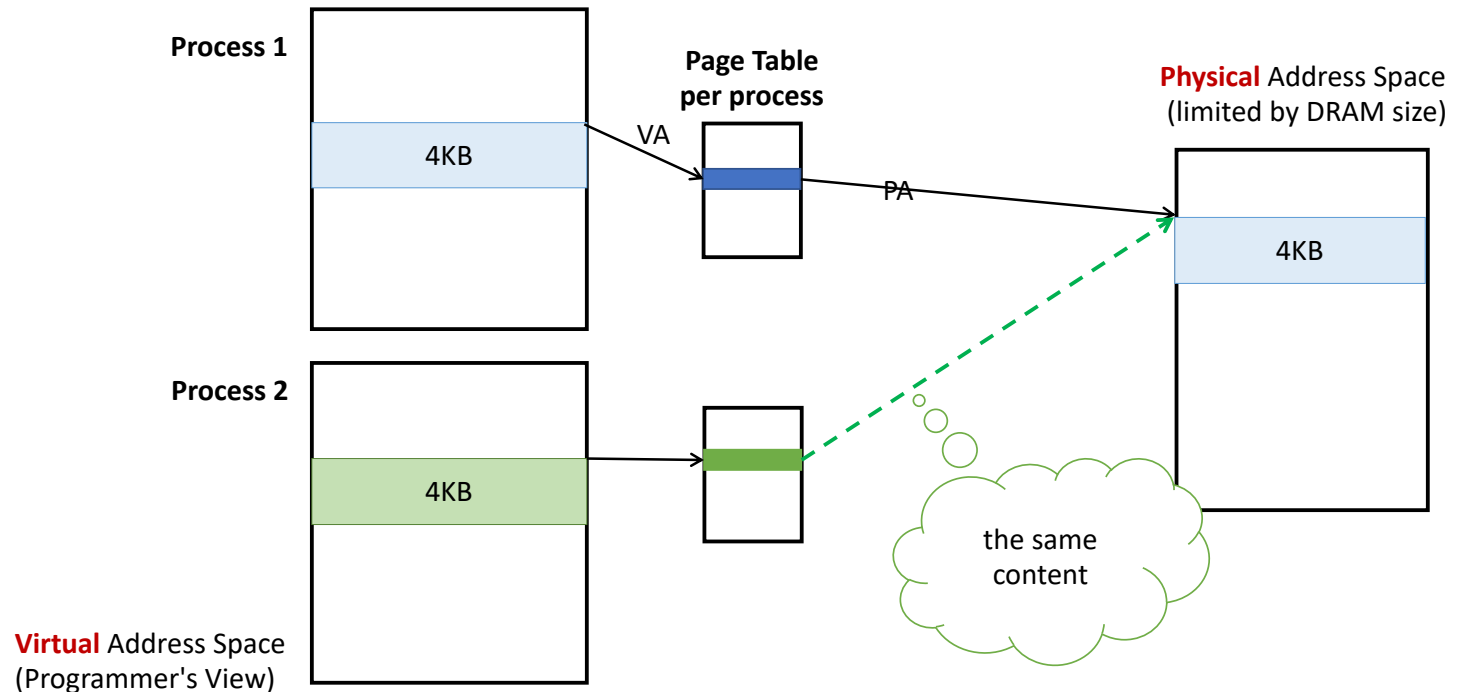 Process 1
4KB
VA
Page Table
per process
PA
Physical Address Space
(limited by DRAM size)
4KB
Process 2
4KB
the same
content
Virtual Address Space
(Programmer's View)